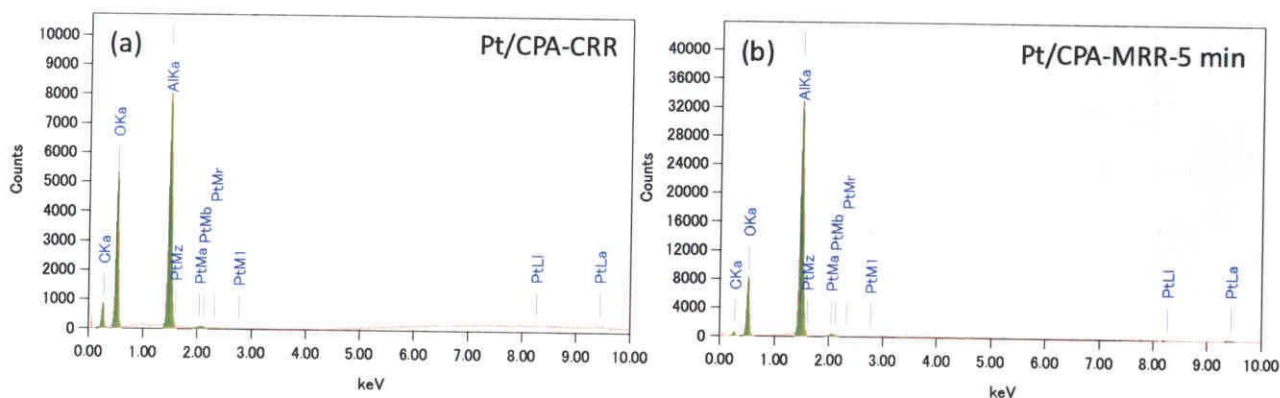 (a)
Pt/CPA-CRR
10000
9000
8000
7000
6000
5000
4000
3000
2000
1000
0
Counts
CKa
OKa
AlKa
PtMz
PtMa
PtMb
PtMr
PtM1
PtLl
PtLa
0.00 1.00 2.00 3.00 4.00 5.00 6.00 7.00 8.00 9.00 10.00
keV
(b)
Pt/CPA-MRR-5 min
40000
36000
32000
28000
24000
20000
16000
12000
8000
4000
0
Counts
CKa
OKa
AlKa
PtMz
PtMa
PtMb
PtMr
PtM1
PtLl
PtLa
0.00 1.00 2.00 3.00 4.00 5.00 6.00 7.00 8.00 9.00 10.00
keV